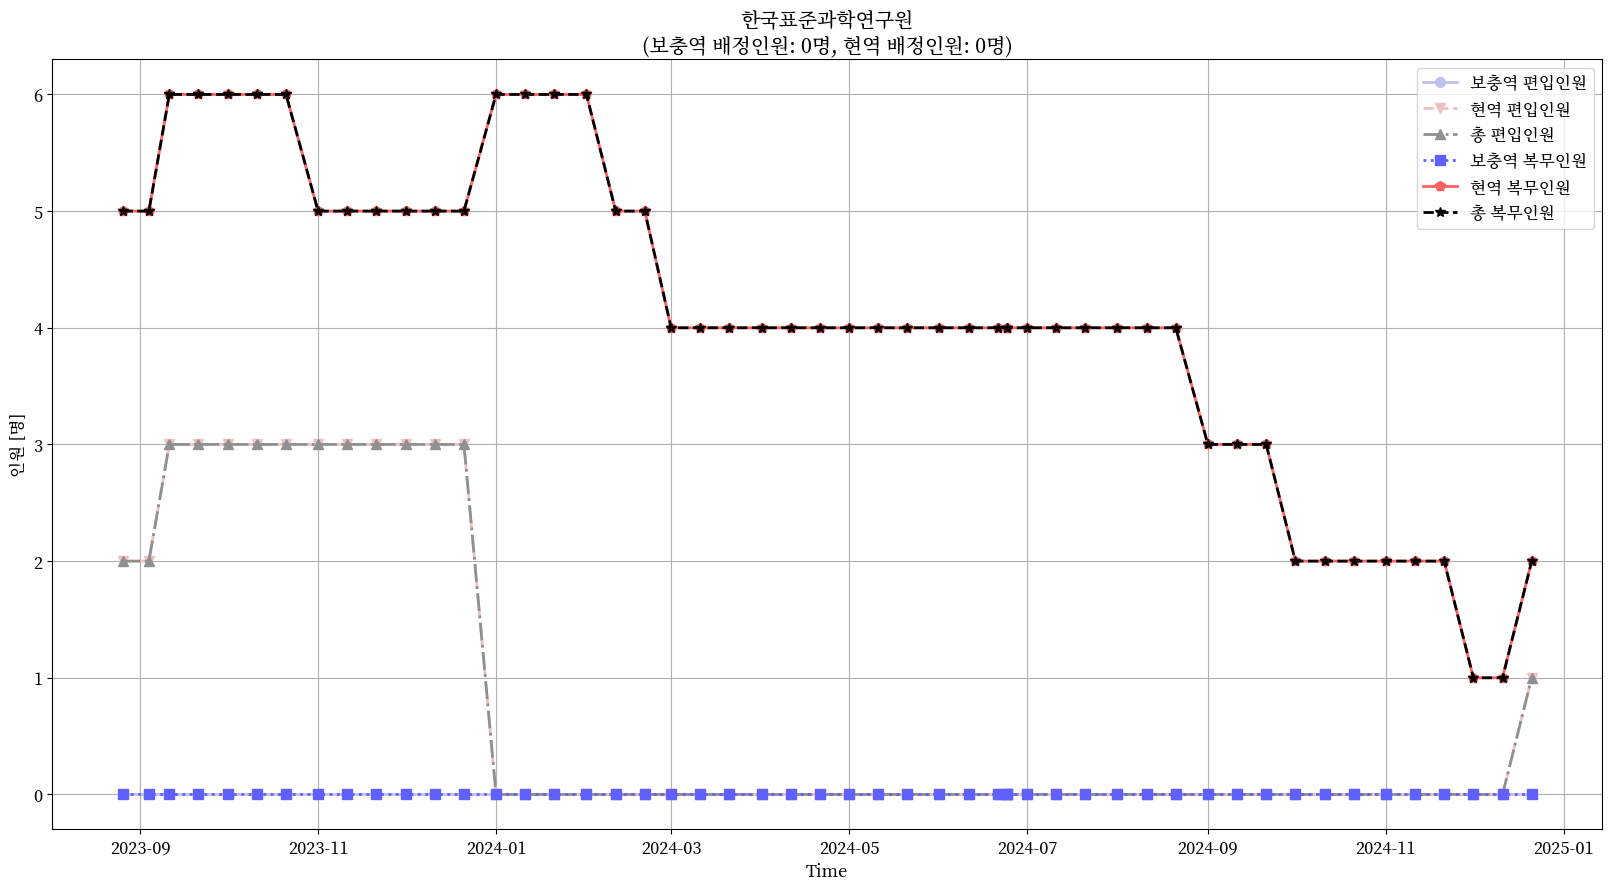 한국표준과학연구원
(보충역 배정인원: 0명, 현역 배정인원: 0명)
보충역 편입인원
현역 편입인원
총 편입인원
보충역 복무인원
현역 복무인원
총 복무인원
인원 [명]
6
5
4
3
2
1
0
2023-09
2023-11
2024-01
2024-03
2024-05
2024-07
2024-09
2024-11
2025-01
Time